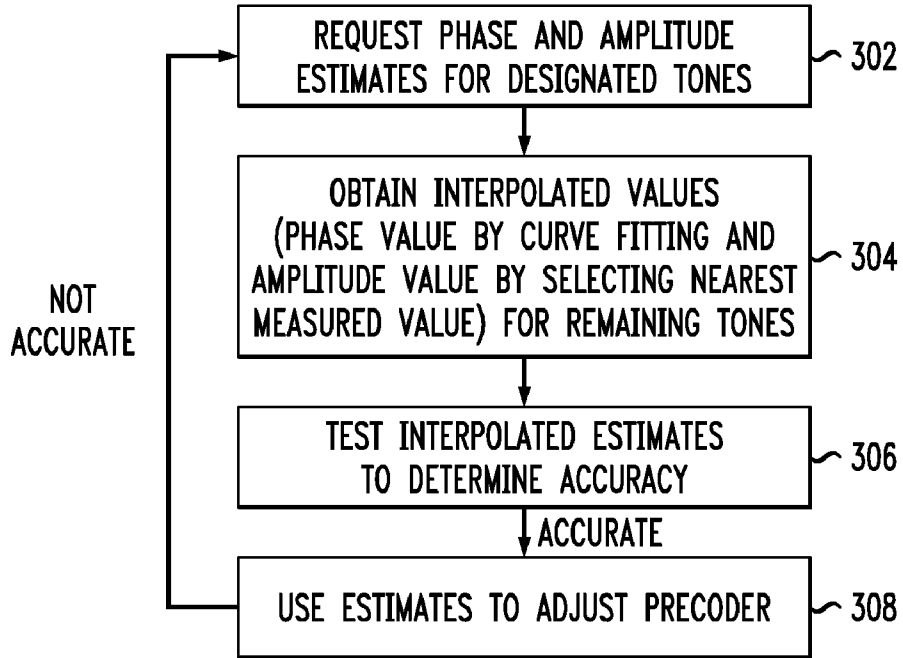 REQUEST PHASE AND AMPLITUDE
ESTIMATES FOR DESIGNATED TONES
302
OBTAIN INTERPOLATED VALUES
(PHASE VALUE BY CURVE FITTING AND
AMPLITUDE VALUE BY SELECTING NEAREST
MEASURED VALUE) FOR REMAINING TONES
304
NOT
ACCURATE
TEST INTERPOLATED ESTIMATES
TO DETERMINE ACCURACY
306
ACCURATE
USE ESTIMATES TO ADJUST PRECODER
308